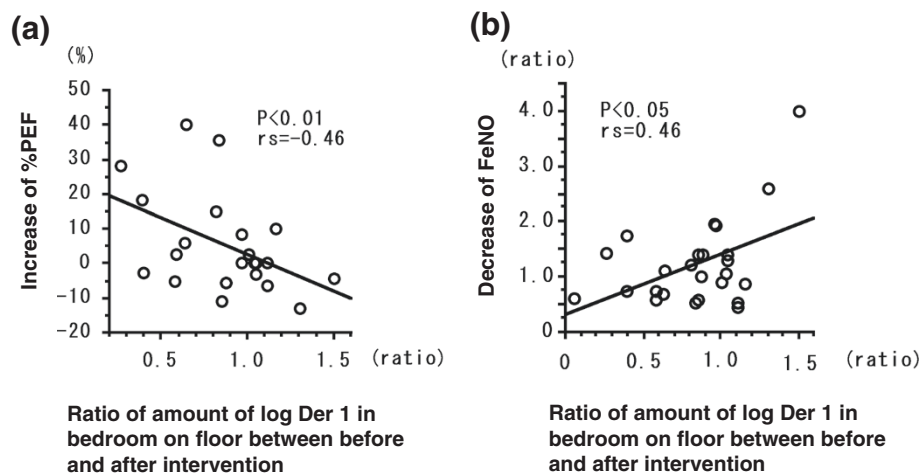 (a)
(%)
Increase of %PEF
50
40
30
20
10
0
-10
-20
P<0.01
rs=-0.46
0.5 1.0 1.5 (ratio)
Ratio of amount of log Der 1 in
bedroom on floor between before
and after intervention
(b)
(ratio)
Decrease of FeNO
4.0
3.0
2.0
1.0
0
P<0.05
rs=0.46
0 0.5 1.0 1.5 (ratio)
Ratio of amount of log Der 1 in
bedroom on floor between before
and after intervention